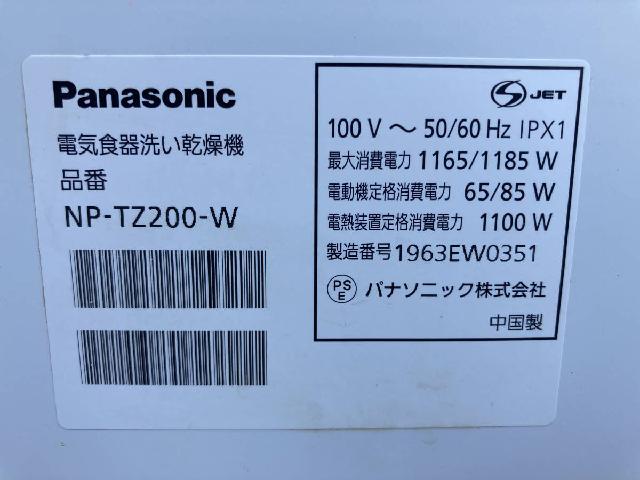 Panasonic
電気食器洗い乾燥機
品番
NP-TZ200-W
JET
100 V ～ 50/60 Hz IPX1
最大消費電力 1165/1185 W
電動機定格消費電力 65/85 W
電熱装置定格消費電力 1100 W
製造番号 1963EW0351
PS
E
パナソニック株式会社
中国製